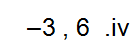 –3 , 6  .iv